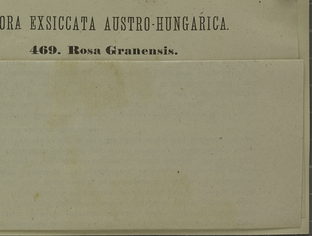 ORA EXSICCATA AUSTRO-HUNGARICA.
469. Rosa Granensis.